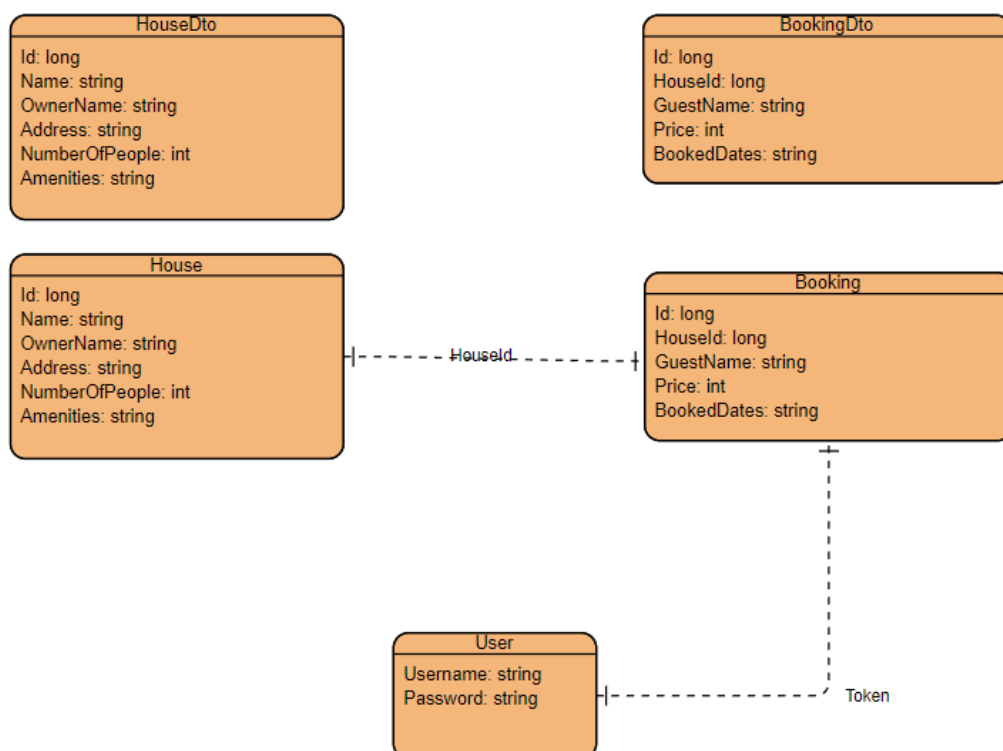 HouseDto
Id: long
Name: string
OwnerName: string
Address: string
NumberOfPeople: int
Amenities: string
BookingDto
Id: long
HouseId: long
GuestName: string
Price: int
BookedDates: string
House
Id: long
Name: string
OwnerName: string
Address: string
NumberOfPeople: int
Amenities: string
HouseId
Booking
Id: long
HouseId: long
GuestName: string
Price: int
BookedDates: string
User
Username: string
Password: string
Token